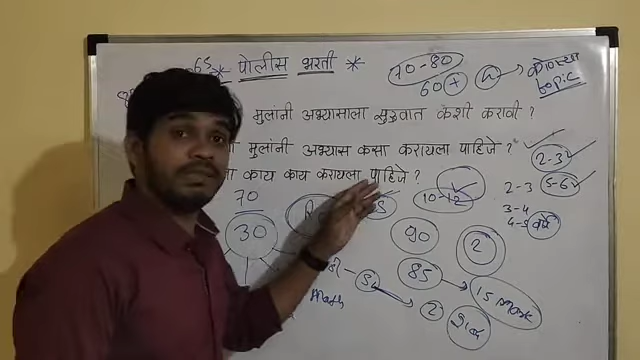 65 * पोलीस भरती *
70-80
60+
कोणत्या
topic
मुलांनी अभ्यासाला सुरुवात कशी करावी ?
मुलांनी अभ्यास कसा करायला पाहिजे ?
काय काय करायला पाहिजे ?
2-3
2-3 5-6
3-4
4-5 वर्ष
70
10-12
30
90
2
85
15 मार्क
Math
2